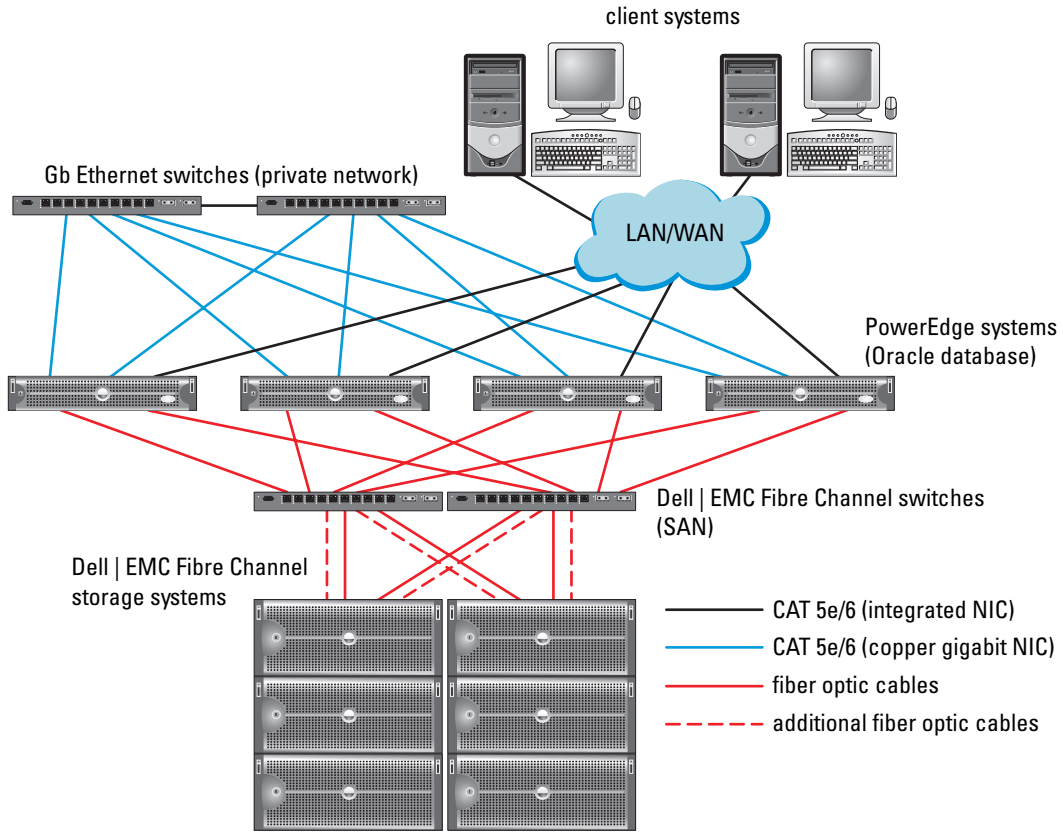 client systems
Gb Ethernet switches (private network)
LAN/WAN
PowerEdge systems
(Oracle database)
Dell | EMC Fibre Channel switches
(SAN)
Dell | EMC Fibre Channel
storage systems
CAT 5e/6 (integrated NIC)
CAT 5e/6 (copper gigabit NIC)
fiber optic cables
additional fiber optic cables